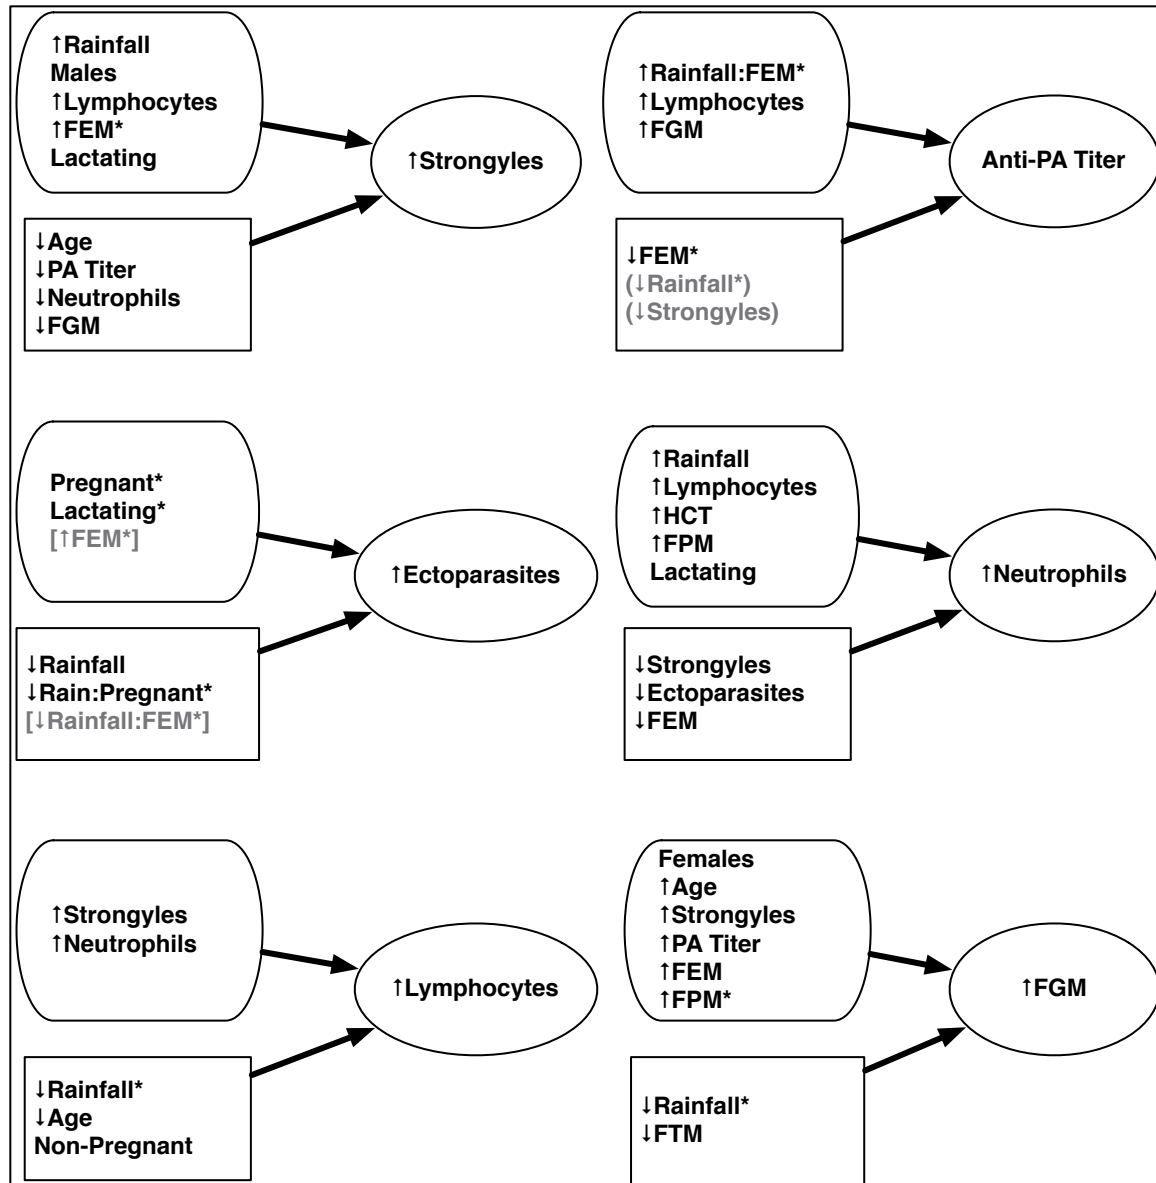 ↑Rainfall
Males
↑Lymphocytes
↑FEM*
Lactating
↓Age
↓PA Titer
↓Neutrophils
↓FGM
↑Strongyles
↑Rainfall:FEM*
↑Lymphocytes
↑FGM
↓FEM*
(↓Rainfall*)
(↓Strongyles)
Anti-PA Titer
Pregnant*
Lactating*
[↑FEM*]
↓Rainfall
↓Rain:Pregnant*
[↓Rainfall:FEM*]
↑Ectoparasites
↑Rainfall
↑Lymphocytes
↑HCT
↑FPM
Lactating
↓Strongyles
↓Ectoparasites
↓FEM
↑Neutrophils
↑Strongyles
↑Neutrophils
↓Rainfall*
↓Age
Non-Pregnant
↑Lymphocytes
Females
↑Age
↑Strongyles
↑PA Titer
↑FEM
↑FPM*
↓Rainfall*
↓FTM
↑FGM